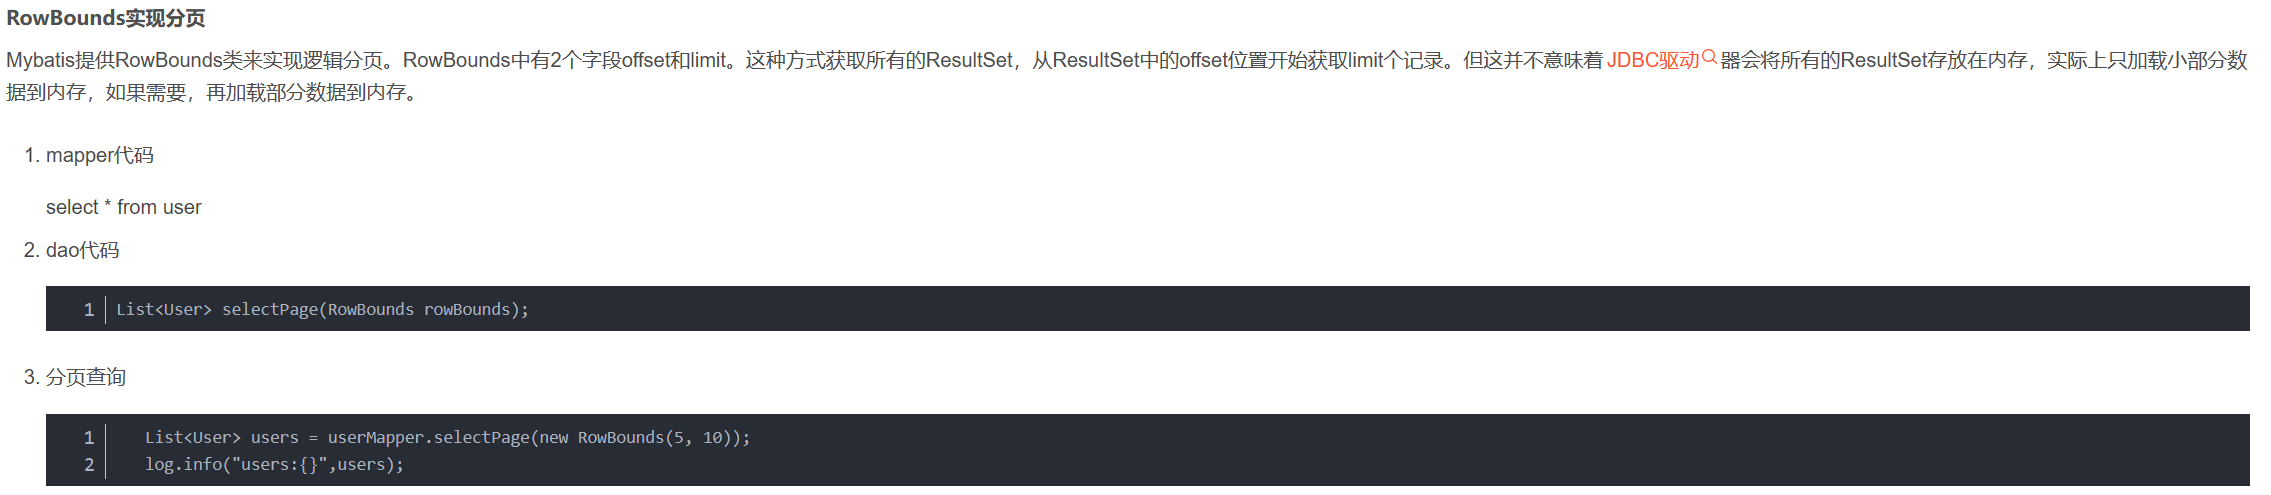 RowBounds实现分页
Mybatis提供RowBounds类来实现逻辑分页。RowBounds中有2个字段offset和limit。这种方式获取所有的ResultSet，从ResultSet中的offset位置开始获取limit个记录。但这并不意味着JDBC驱动器会将所有的ResultSet存放在内存，实际上只加载小部分数
据到内存，如果需要，再加载部分数据到内存。
1. mapper代码
select * from user
2. dao代码
1 List<User> selectPage(RowBounds rowBounds);
3. 分页查询
1 List<User> users = userMapper.selectPage(new RowBounds(5, 10));
2 log.info("users:{}",users);